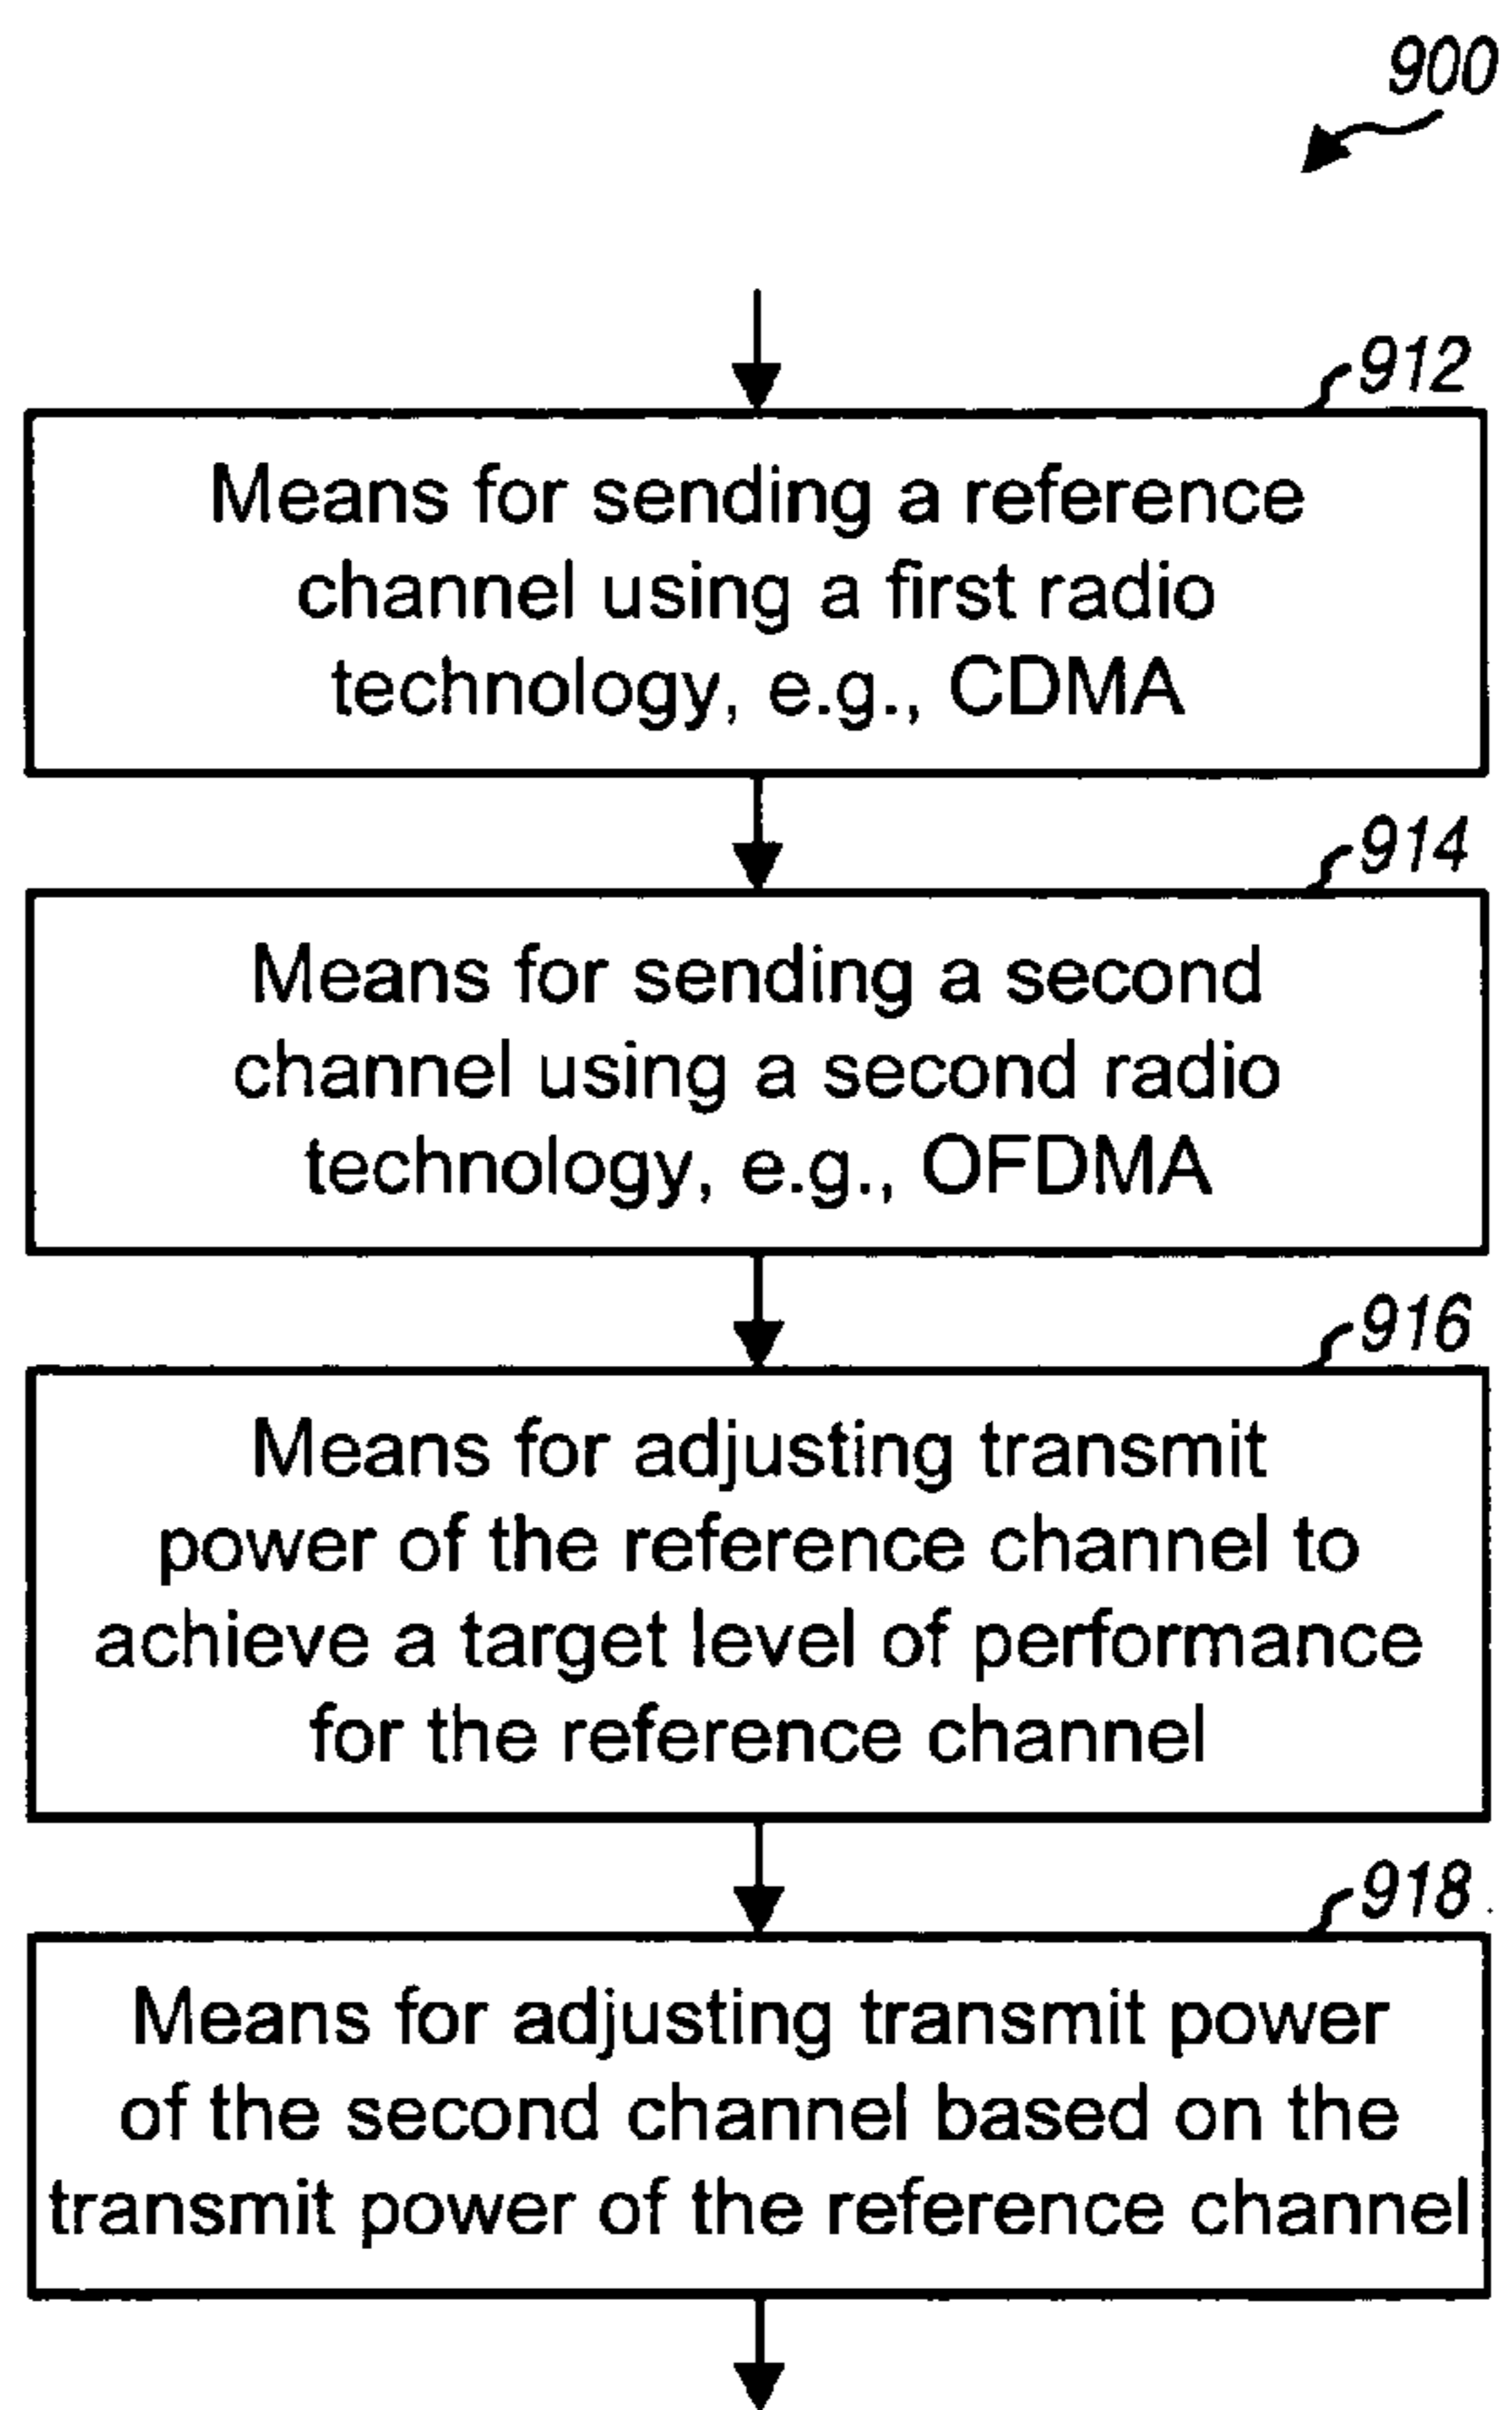 900
912
Means for sending a reference
channel using a first radio
technology, e.g., CDMA
914
Means for sending a second
channel using a second radio
technology, e.g., OFDMA
916
Means for adjusting transmit
power of the reference channel to
achieve a target level of performance
for the reference channel
918
Means for adjusting transmit power
of the second channel based on the
transmit power of the reference channel